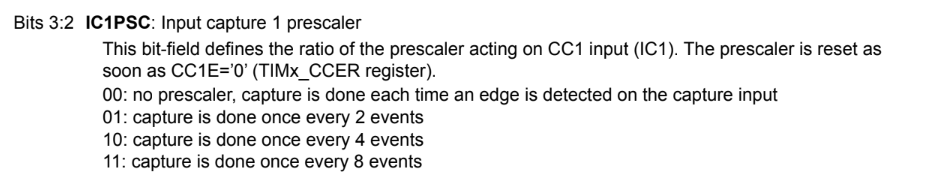 Bits 3:2 IC1PSC: Input capture 1 prescaler
This bit-field defines the ratio of the prescaler acting on CC1 input (IC1). The prescaler is reset as
soon as CC1E=’0’ (TIMx_CCER register).
00: no prescaler, capture is done each time an edge is detected on the capture input
01: capture is done once every 2 events
10: capture is done once every 4 events
11: capture is done once every 8 events